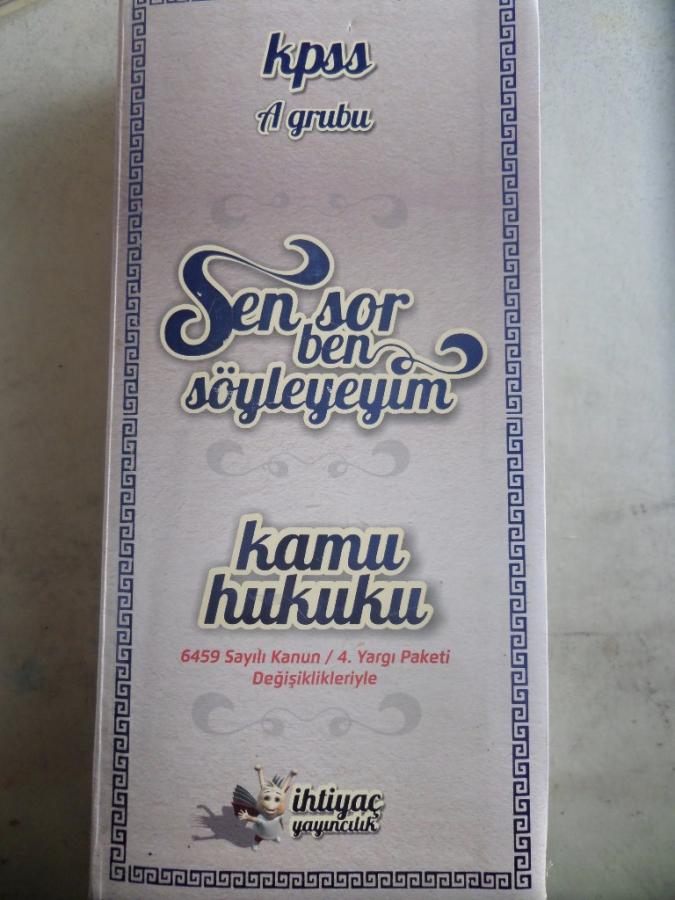 kpss
A grubu
Sen sor
ben
söyleyeyim
kamu
hukuku
6459 Sayılı Kanun / 4. Yargı Paketi
Değişiklikleriyle
ihtiyaç
yayıncılık